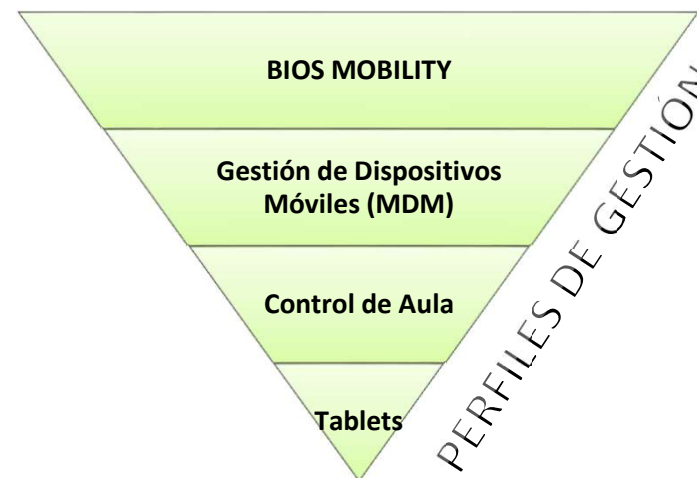 BIOS MOBILITY
Gestión de Dispositivos
Móviles (MDM)
Control de Aula
Tablets
PERFILES DE GESTIÓN